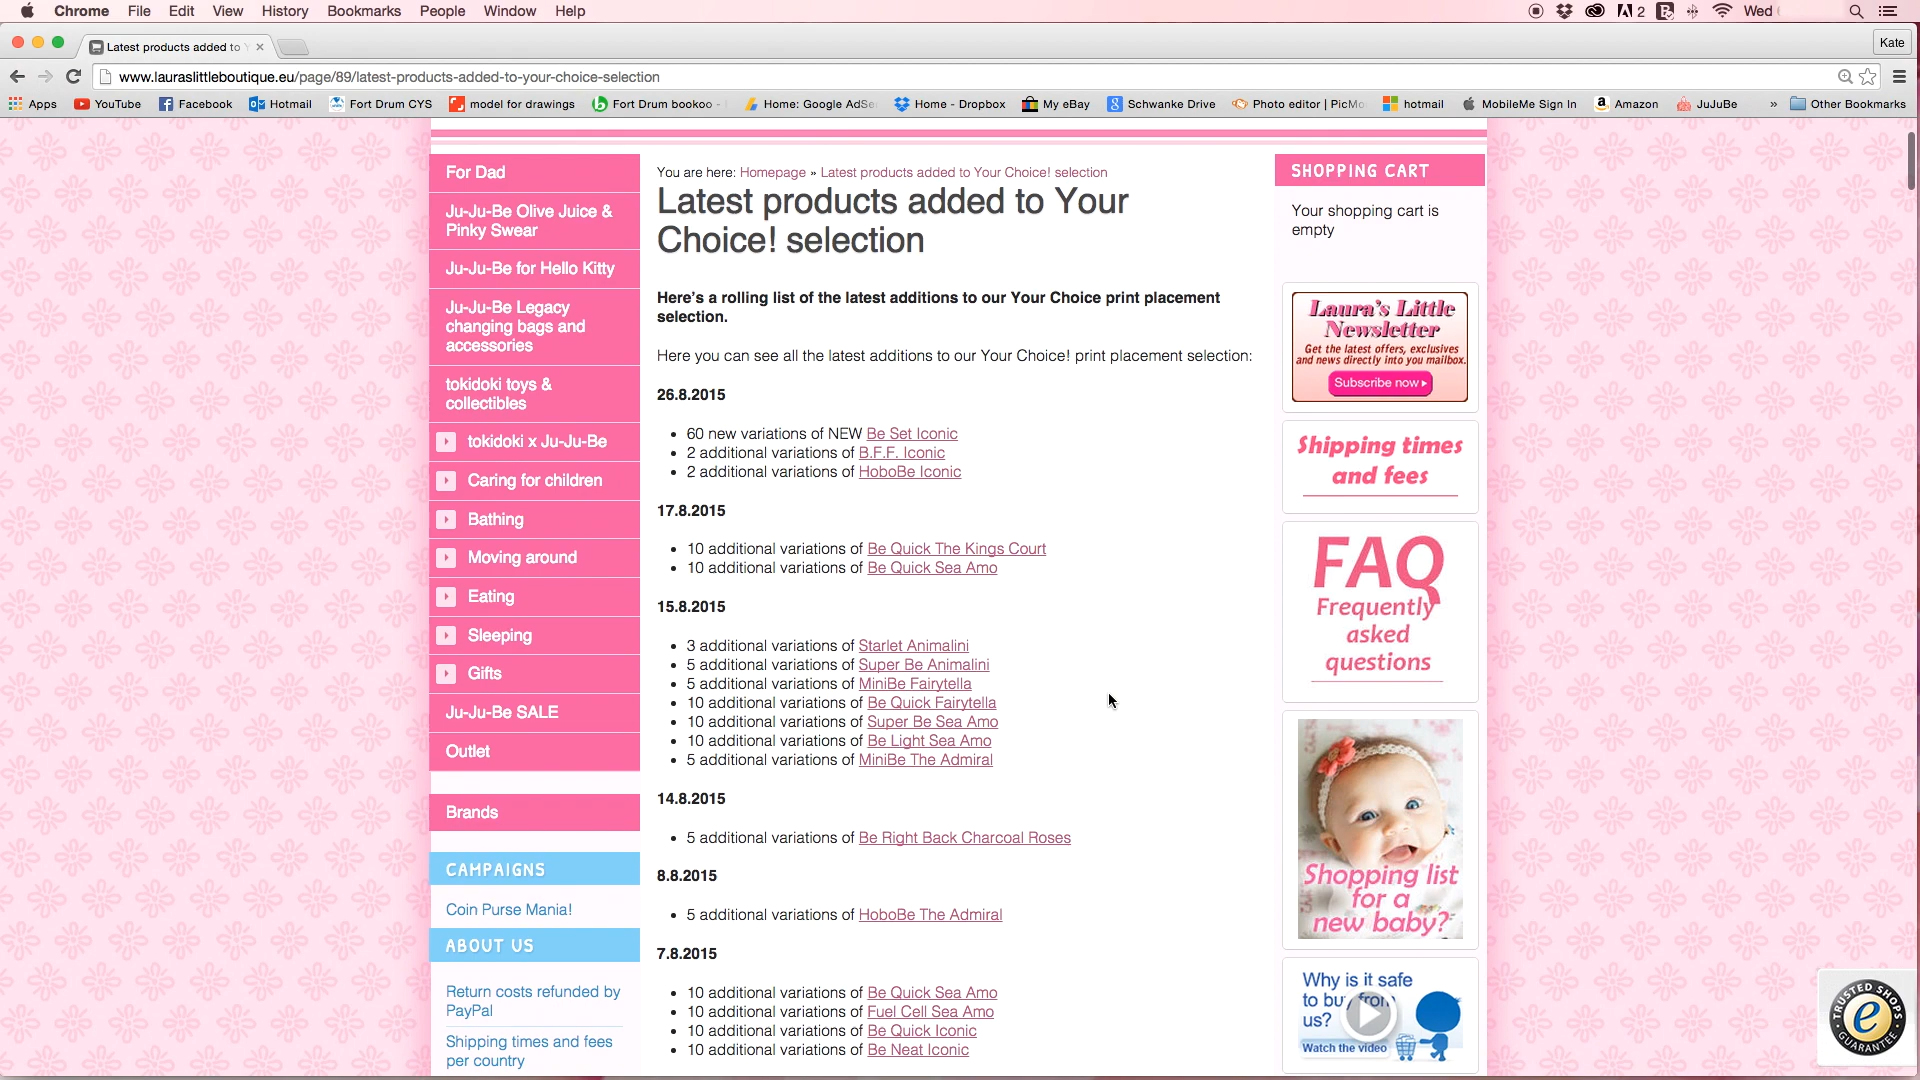 Chrome File Edit View History Bookmarks People Window Help
2 Wed
Latest products added to
Kate
www.lauraslittleboutique.eu/page/89/latest-products-added-to-your-choice-selection
Apps YouTube Facebook Hotmail Fort Drum CYS model for drawings Fort Drum bookoo - Home: Google AdSe Home - Dropbox My eBay Schwanke Drive Photo editor | PicMo hotmail MobileMe Sign In Amazon JuJuBe » Other Bookmarks
For Dad
Ju-Ju-Be Olive Juice &
Pinky Swear
Ju-Ju-Be for Hello Kitty
Ju-Ju-Be Legacy
changing bags and
accessories
tokidoki toys &
collectibles
tokidoki x Ju-Ju-Be
Caring for children
Bathing
Moving around
Eating
Sleeping
Gifts
Ju-Ju-Be SALE
Outlet
Brands
CAMPAIGNS
Coin Purse Mania!
ABOUT US
Return costs refunded by
PayPal
Shipping times and fees
per country
You are here: Homepage » Latest products added to Your Choice! selection
Latest products added to Your
Choice! selection
Here's a rolling list of the latest additions to our Your Choice print placement
selection.
Here you can see all the latest additions to our Your Choice! print placement selection:
26.8.2015
• 60 new variations of NEW Be Set Iconic
• 2 additional variations of B.F.F. Iconic
• 2 additional variations of HoboBe Iconic
17.8.2015
• 10 additional variations of Be Quick The Kings Court
• 10 additional variations of Be Quick Sea Amo
15.8.2015
• 3 additional variations of Starlet Animalini
• 5 additional variations of Super Be Animalini
• 5 additional variations of MiniBe Fairytella
• 10 additional variations of Be Quick Fairytella
• 10 additional variations of Super Be Sea Amo
• 10 additional variations of Be Light Sea Amo
• 5 additional variations of MiniBe The Admiral
14.8.2015
• 5 additional variations of Be Right Back Charcoal Roses
8.8.2015
• 5 additional variations of HoboBe The Admiral
7.8.2015
• 10 additional variations of Be Quick Sea Amo
• 10 additional variations of Fuel Cell Sea Amo
• 10 additional variations of Be Quick Iconic
• 10 additional variations of Be Neat Iconic
SHOPPING CART
Your shopping cart is
empty
Laura's Little
Newsletter
Get the latest offers, exclusives
and news directly into you mailbox.
Subscribe now
Shipping times
and fees
FAQ
Frequently
asked
questions
Shopping list
for a
new baby?
Why is it safe
to buy from
us?
Watch the video
TRUSTED SHOPS
e
GUARANTEE